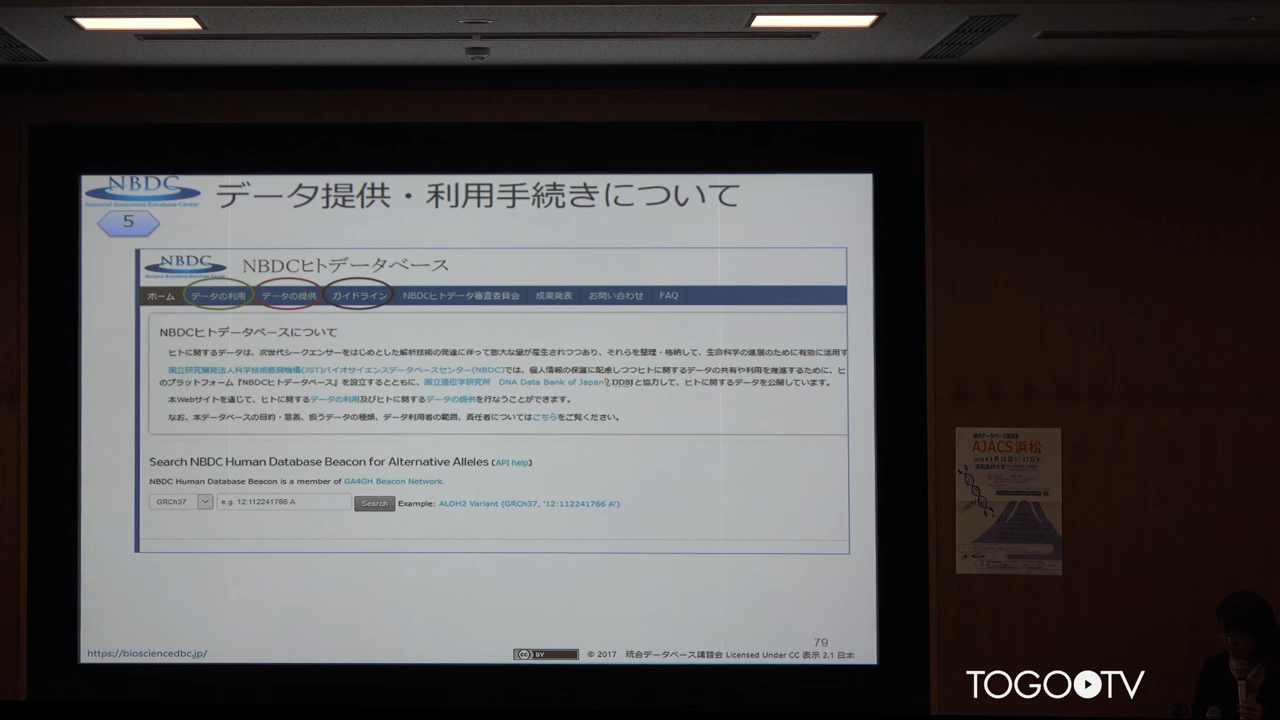 NBDC
National Bioscience Database Center
データ提供・利用手続きについて
5
NBDC
NBDCヒトデータベース
ホーム データの利用 データの提供 ガイドライン NBDCヒトデータ審査委員会 成果発表 お問い合わせ FAQ
NBDCヒトデータベースについて
ヒトに関するデータは、次世代シークエンサーをはじめとした解析技術の発達に伴って膨大な量が産生されつつあり、それらを整理・格納して、生命科学の進展のために有効に活用す
国立研究開発法人科学技術振興機構(JST)バイオサイエンスデータベースセンター(NBDC)では、個人情報の保護に配慮しつつヒトに関するデータの共有や利用を推進するために、ヒ
のプラットフォーム『NBDCヒトデータベース』を設立するとともに、国立遺伝学研究所 DNA Data Bank of Japan DDBJと協力して、ヒトに関するデータを公開しています。
本Webサイトを通じて、ヒトに関するデータの利用及びヒトに関するデータの提供を行なうことができます。
なお、本データベースの目的・意義、扱うデータの種類、データ利用者の範囲、責任者についてはこちらをご覧ください。
Search NBDC Human Database Beacon for Alternative Alleles [API help]
NBDC Human Database Beacon is a member of GA4GH Beacon Network.
GRCh37 e.g. 12:112241766 A Search Example: ALDH2 Variant (GRCh37, '12:112241766 A')
79
https://biosciencedbc.jp/
CC BY © 2017 統合データベース講習会 Licensed Under CC 表示 2.1 日本
統合データベース講習会
AJACS浜松
TOGO TV